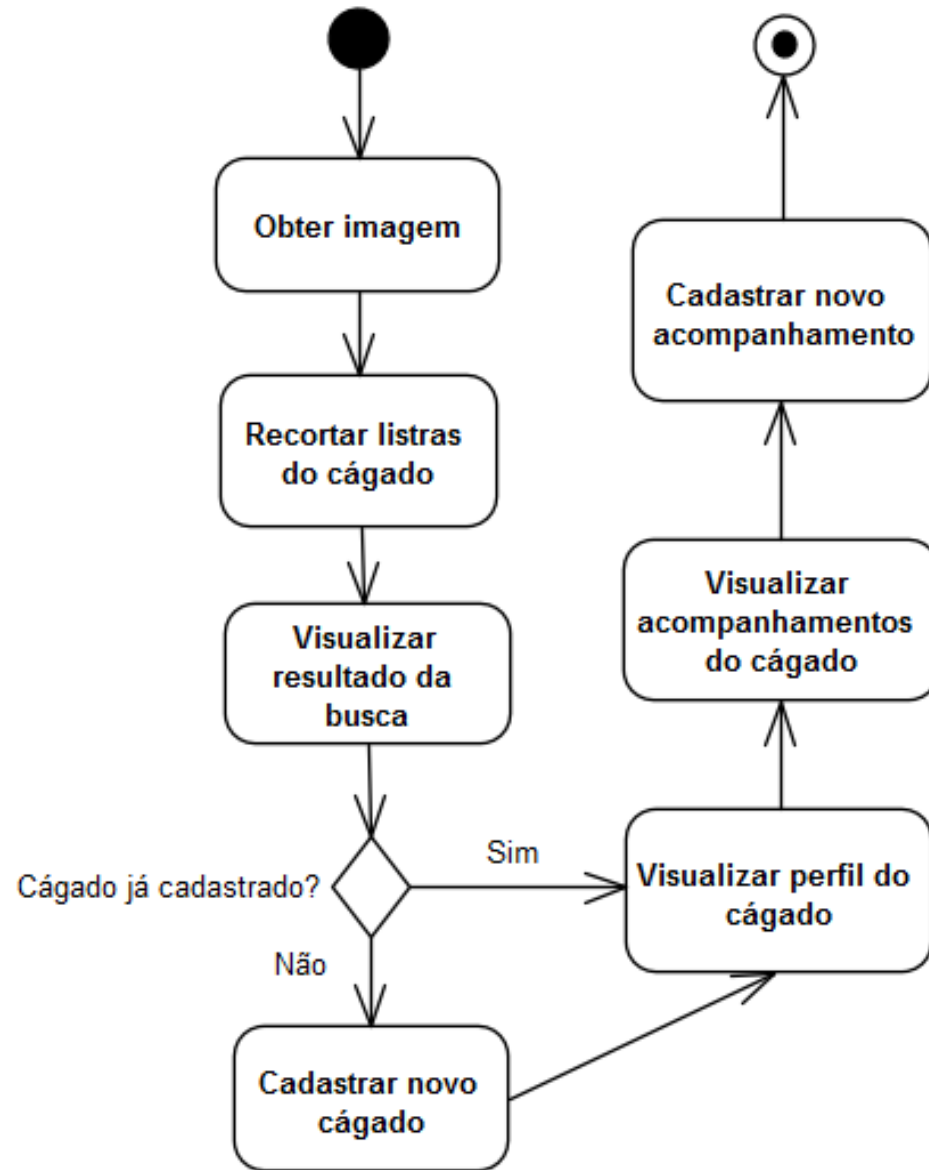 Obter imagem
Recortar listras
do cágado
Visualizar
resultado da
busca
Cágado já cadastrado?
Sim
Não
Cadastrar novo
cágado
Visualizar perfil do
cágado
Visualizar
acompanhamentos
do cágado
Cadastrar novo
acompanhamento